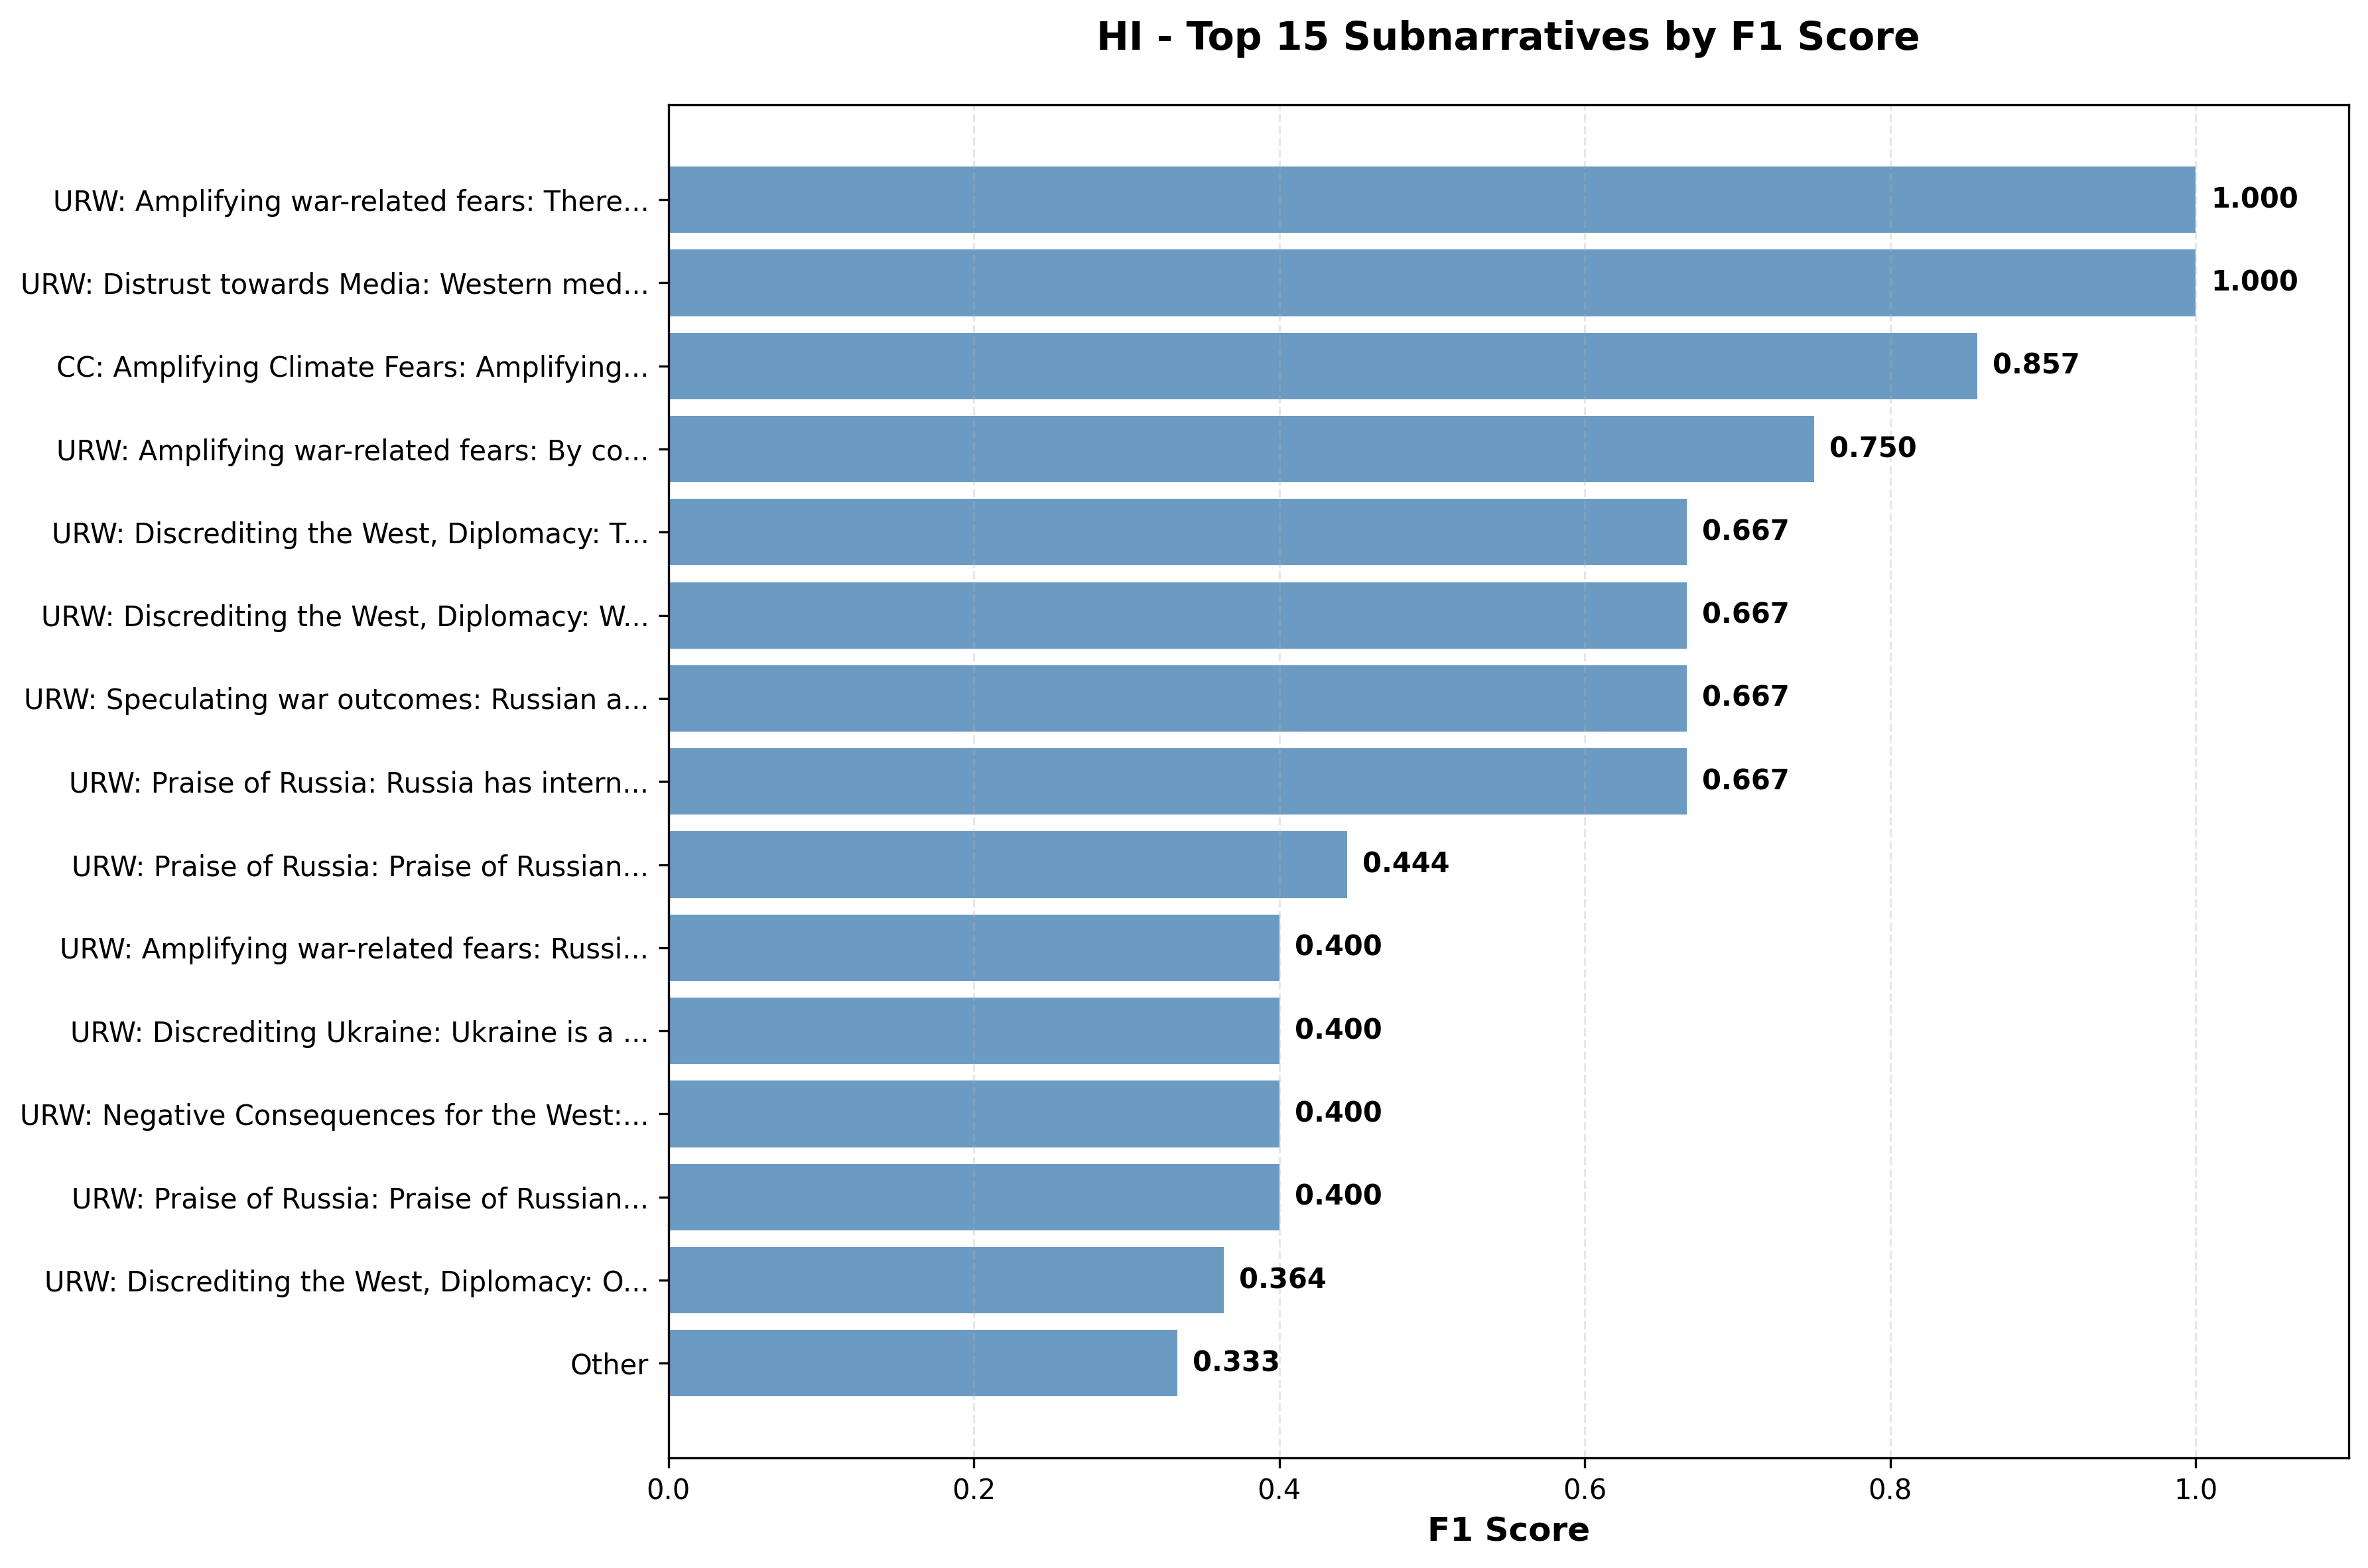 HI - Top 15 Subnarratives by F1 Score
URW: Amplifying war-related fears: There... 1.000
URW: Distrust towards Media: Western med... 1.000
CC: Amplifying Climate Fears: Amplifying... 0.857
URW: Amplifying war-related fears: By co... 0.750
URW: Discrediting the West, Diplomacy: T... 0.667
URW: Discrediting the West, Diplomacy: W... 0.667
URW: Speculating war outcomes: Russian a... 0.667
URW: Praise of Russia: Russia has intern... 0.667
URW: Praise of Russia: Praise of Russian... 0.444
URW: Amplifying war-related fears: Russi... 0.400
URW: Discrediting Ukraine: Ukraine is a ... 0.400
URW: Negative Consequences for the West:... 0.400
URW: Praise of Russia: Praise of Russian... 0.400
URW: Discrediting the West, Diplomacy: O... 0.364
Other 0.333
0.0 0.2 0.4 0.6 0.8 1.0
F1 Score